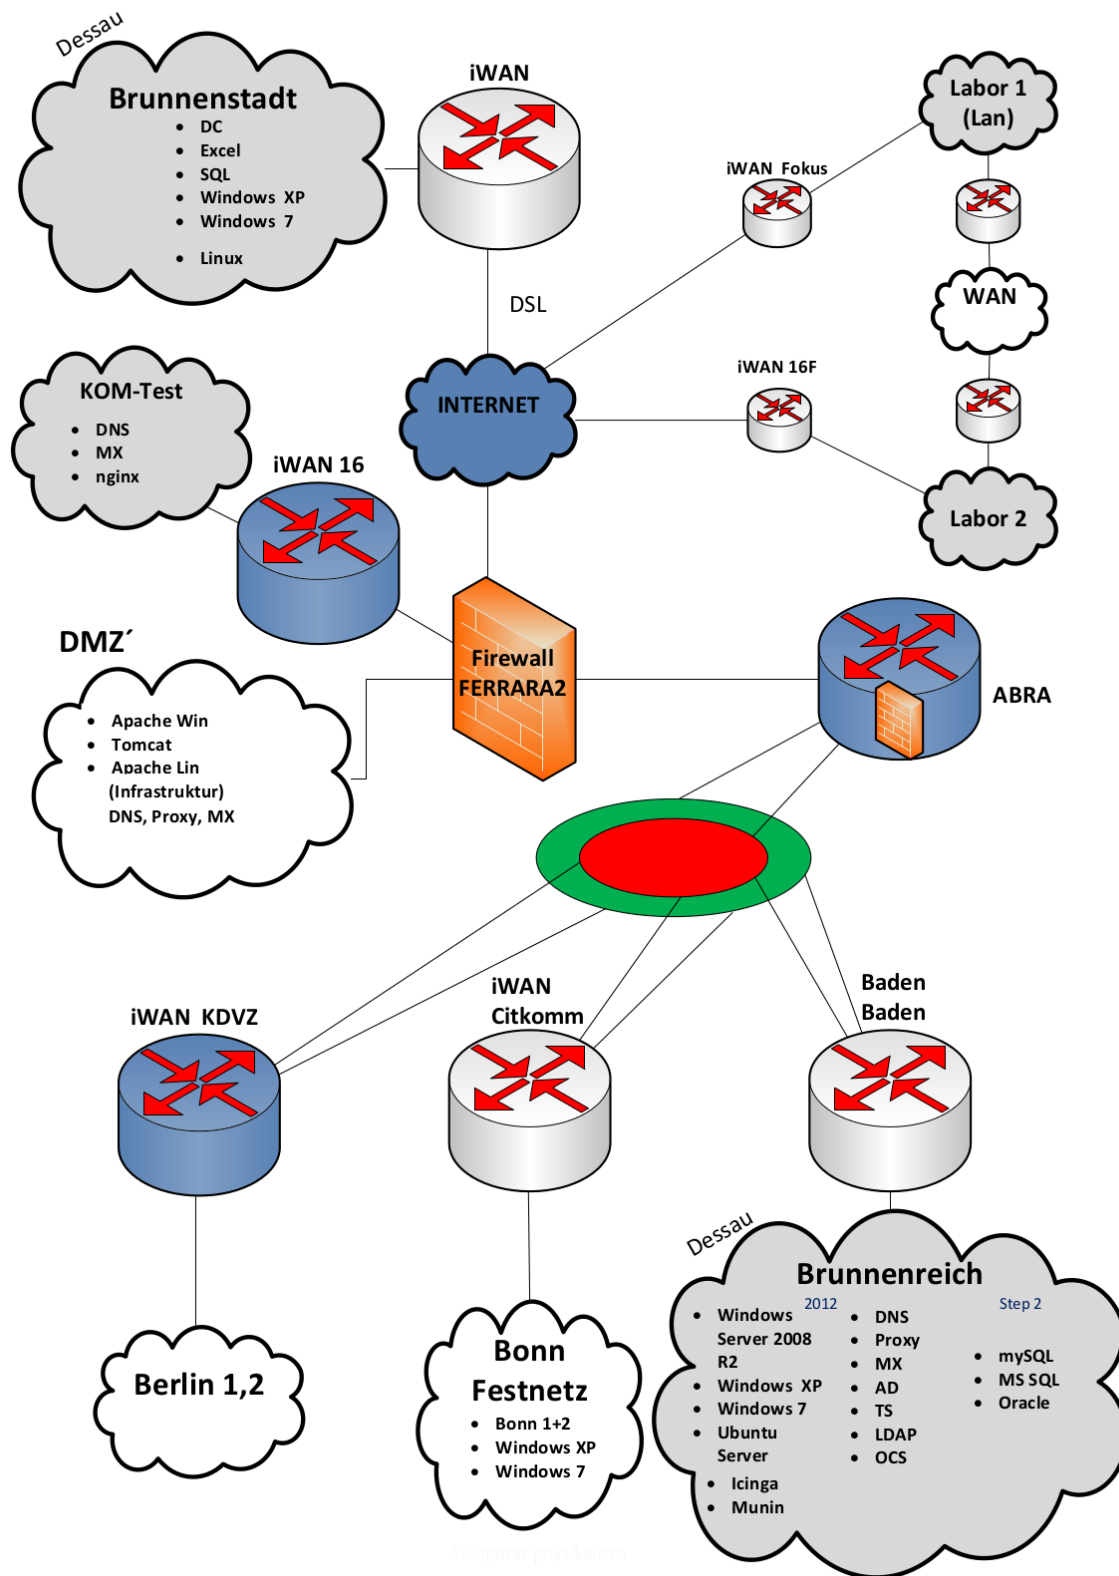 Dessau
Brunnenstadt
• DC
• Excel
• SQL
• Windows XP
• Windows 7
• Linux
iWAN
DSL
iWAN Fokus
Labor 1
(Lan)
WAN
iWAN 16F
Labor 2
INTERNET
KOM-Test
• DNS
• MX
• nginx
iWAN 16
Firewall
FERRARA2
ABRA
DMZ´
• Apache Win
• Tomcat
• Apache Lin
(Infrastruktur)
DNS, Proxy, MX
iWAN KDVZ
iWAN
Citkomm
Baden
Baden
Berlin 1,2
Bonn
Festnetz
• Bonn 1+2
• Windows XP
• Windows 7
Dessau
Brunnenreich
2012
• Windows
Server 2008
R2
• Windows XP
• Windows 7
• Ubuntu
Server
• Icinga
• Munin
• DNS
• Proxy
• MX
• AD
• TS
• LDAP
• OCS
Step 2
• mySQL
• MS SQL
• Oracle
Temporär physikalisch